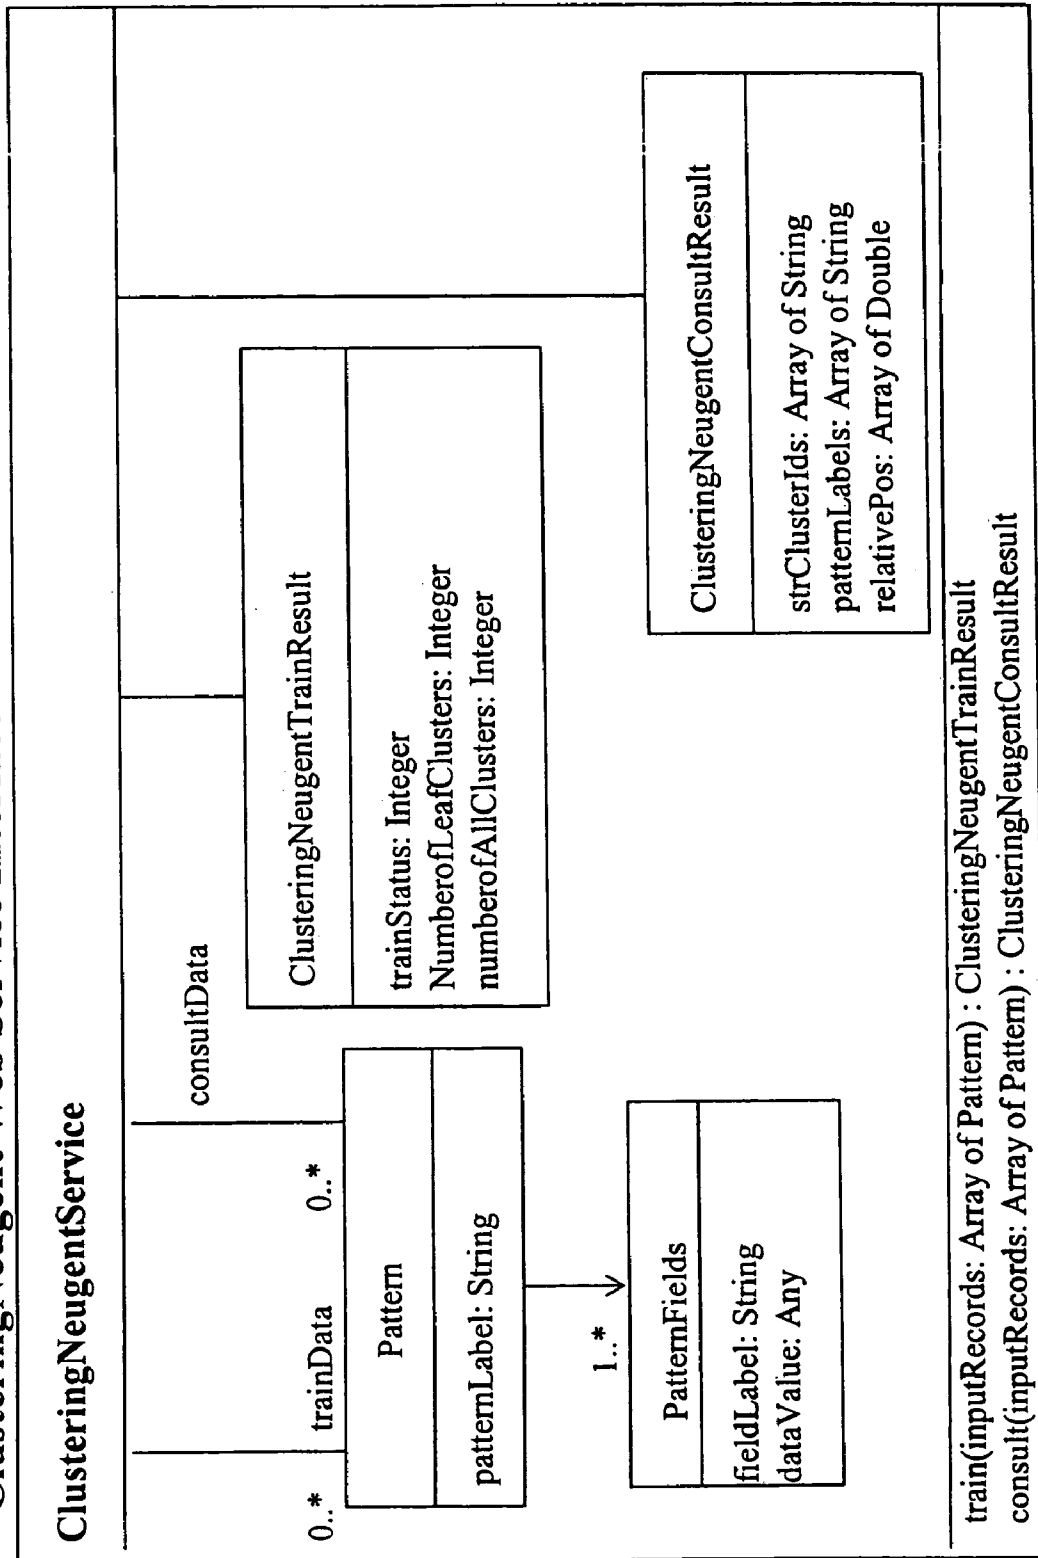 ClusteringNeugentService
consultData
0..*
trainData
0..*
Pattern
patternLabel: String
1..*
PatternFields
fieldLabel: String
dataValue: Any
ClusteringNeugentTrainResult
trainStatus: Integer
NumberofLeafClusters: Integer
numberofAllClusters: Integer
ClusteringNeugentConsultResult
strClusterIds: Array of String
patternLabels: Array of String
relativePos: Array of Double
train(inputRecords: Array of Pattern) : ClusteringNeugentTrainResult
consult(inputRecords: Array of Pattern) : ClusteringNeugentConsultResult